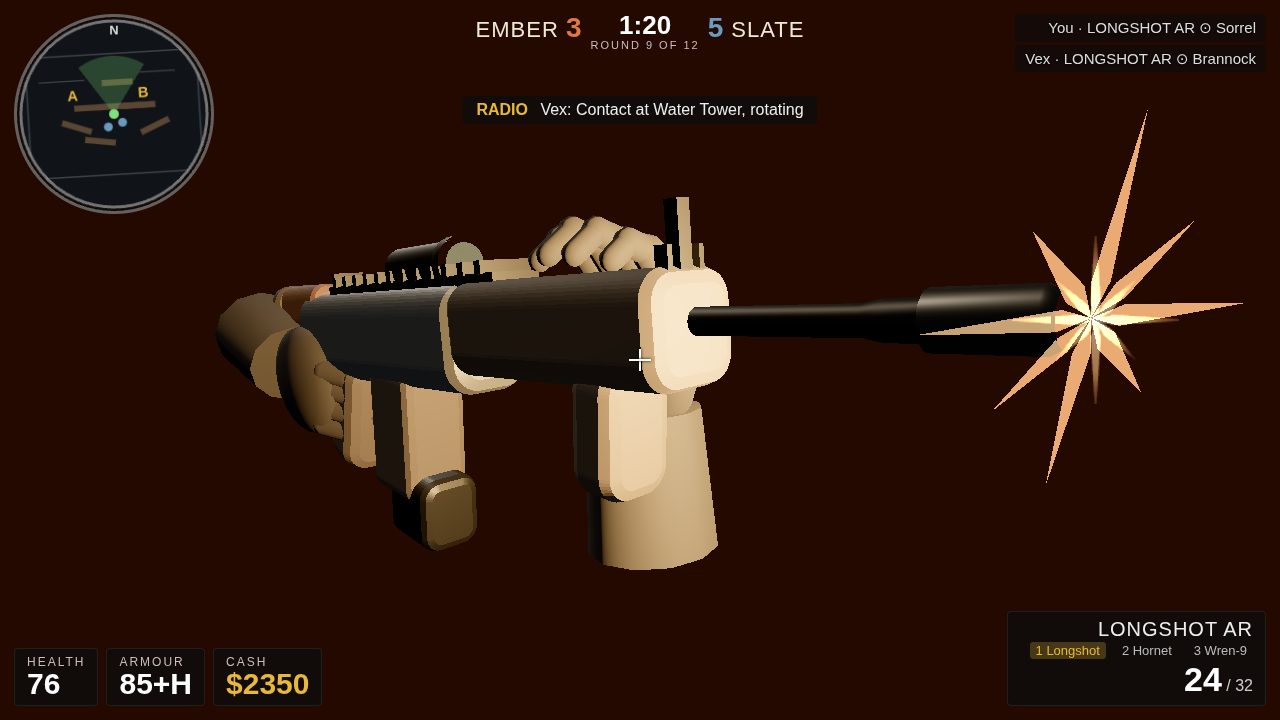 N
A
B
EMBER 3 1:20 5 SLATE
ROUND 9 OF 12
You · LONGSHOT AR ⊙ Sorrel
Vex · LONGSHOT AR ⊙ Brannock
RADIO Vex: Contact at Water Tower, rotating
HEALTH
76
ARMOUR
85+H
CASH
$2350
LONGSHOT AR
1 Longshot 2 Hornet 3 Wren-9
24 / 32